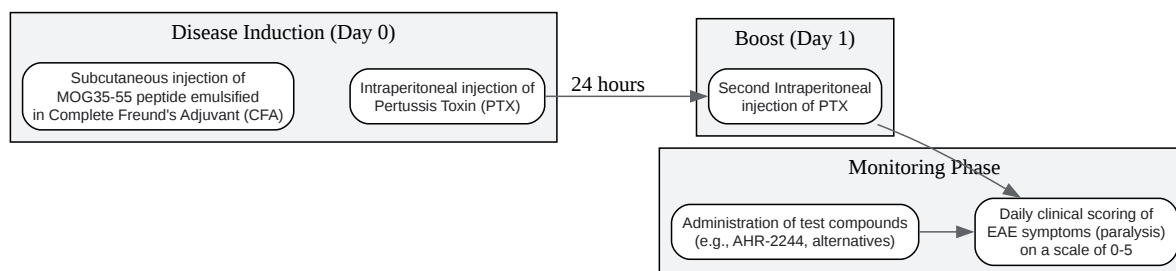 Disease Induction (Day 0)
Subcutaneous injection of
MOG35-55 peptide emulsified
in Complete Freund's Adjuvant (CFA)
Intraperitoneal injection of
Pertussis Toxin (PTX)
24 hours
Boost (Day 1)
Second Intraperitoneal
injection of PTX
Monitoring Phase
Administration of test compounds
(e.g., AHR-2244, alternatives)
Daily clinical scoring of
EAE symptoms (paralysis)
on a scale of 0-5